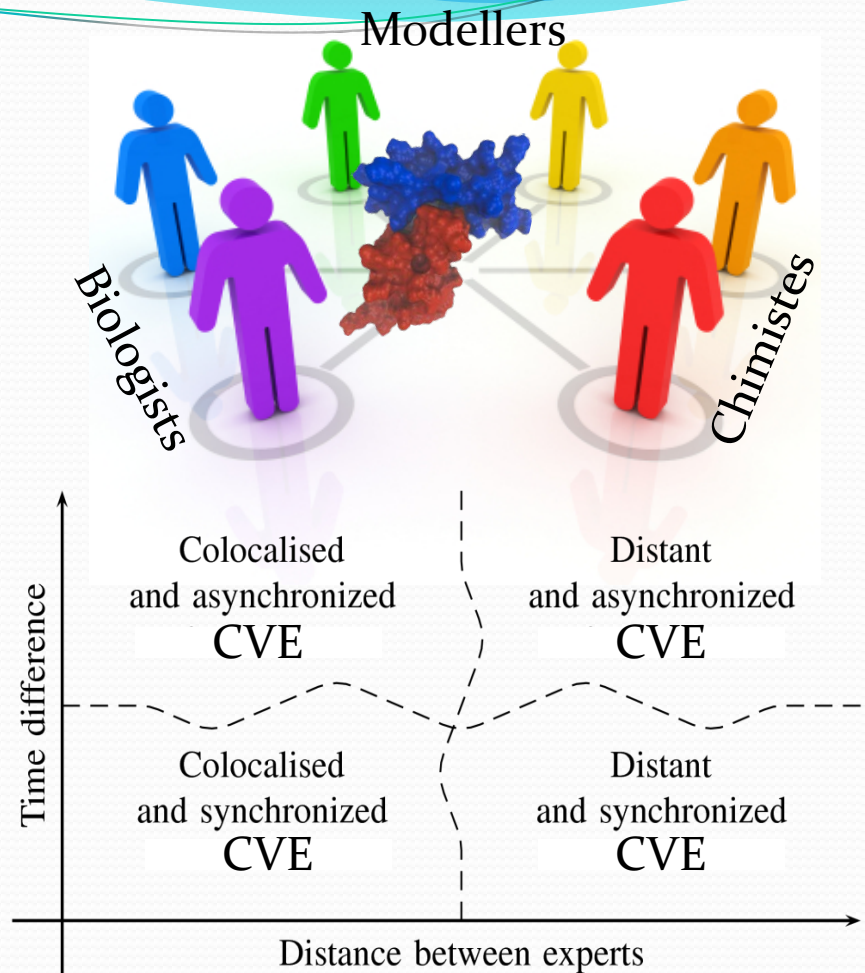 Modellers
Biologists
Chimistes
Time difference
Colocalised
and asynchronized
CVE
Distant
and asynchronized
CVE
Colocalised
and synchronized
CVE
Distant
and synchronized
CVE
Distance between experts